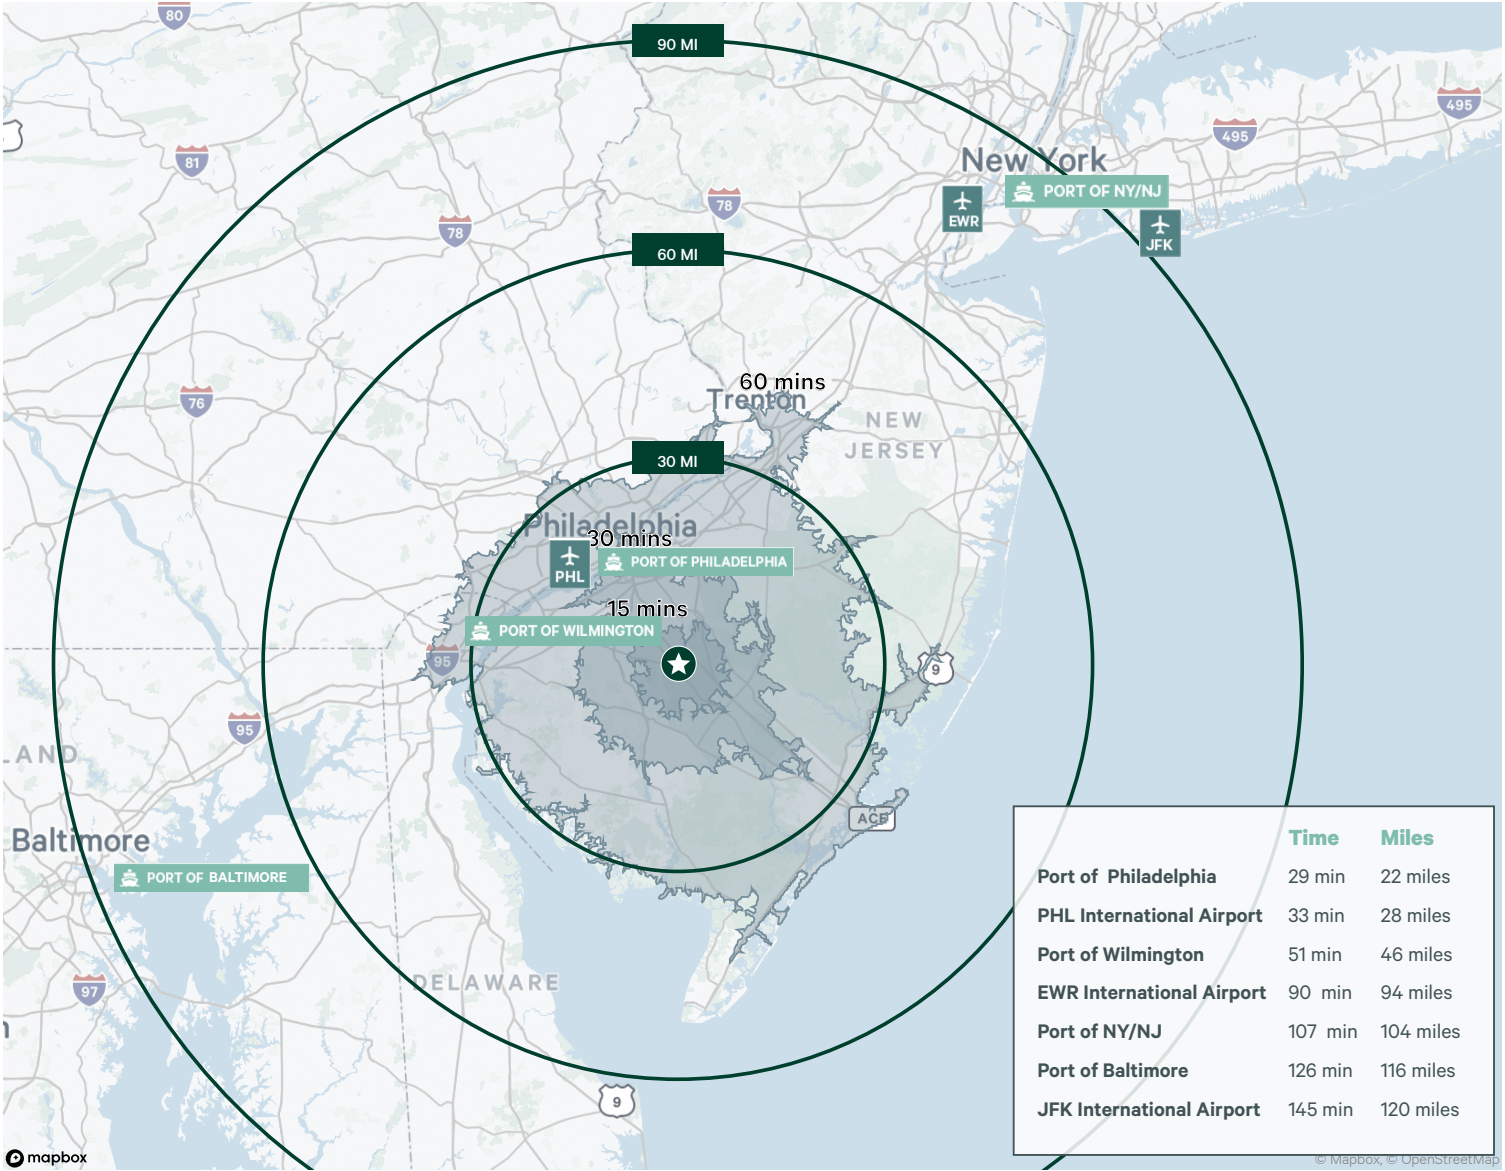 80
90 MI
495
495
81
New York
PORT OF NY/NJ
EWR
JFK
78
78
60 MI
60 mins
Trenton
76
NEW
JERSEY
30 MI
Philadelphia
30 mins
PHL
PORT OF PHILADELPHIA
15 mins
PORT OF WILMINGTON
95
9
95
LAND
ACE
Baltimore
PORT OF BALTIMORE
97
DELAWARE
9
Time Miles
Port of Philadelphia 29 min 22 miles
PHL International Airport 33 min 28 miles
Port of Wilmington 51 min 46 miles
EWR International Airport 90 min 94 miles
Port of NY/NJ 107 min 104 miles
Port of Baltimore 126 min 116 miles
JFK International Airport 145 min 120 miles
mapbox
© Mapbox, © OpenStreetMap